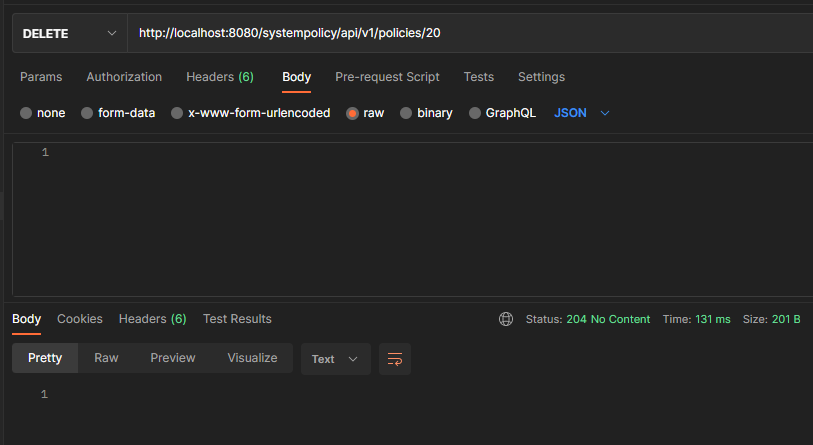 DELETE http://localhost:8080/systempolicy/api/v1/policies/20
Params Authorization Headers (6) Body Pre-request Script Tests Settings
none form-data x-www-form-urlencoded raw binary GraphQL JSON
1
Body Cookies Headers (6) Test Results Status: 204 No Content Time: 131 ms Size: 201 B
Pretty Raw Preview Visualize Text
1